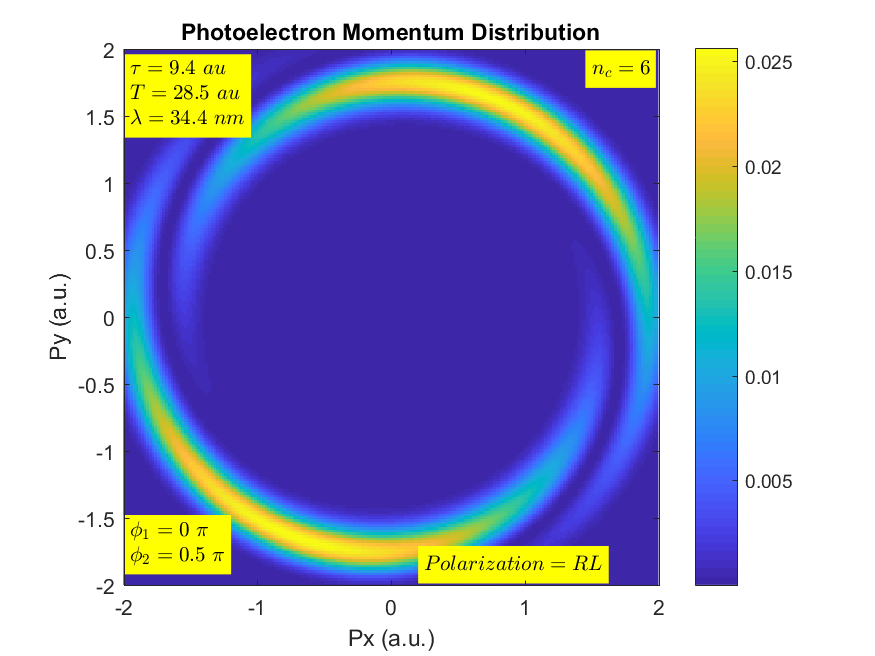 Photoelectron Momentum Distribution
τ = 9.4 au
T = 28.5 au
λ = 34.4 nm
n_c = 6
ϕ_1 = 0 π
ϕ_2 = 0.5 π
Polarization = RL
2
1.5
1
0.5
0
-0.5
-1
-1.5
-2
Py (a.u.)
-2 -1 0 1 2
Px (a.u.)
0.025
0.02
0.015
0.01
0.005